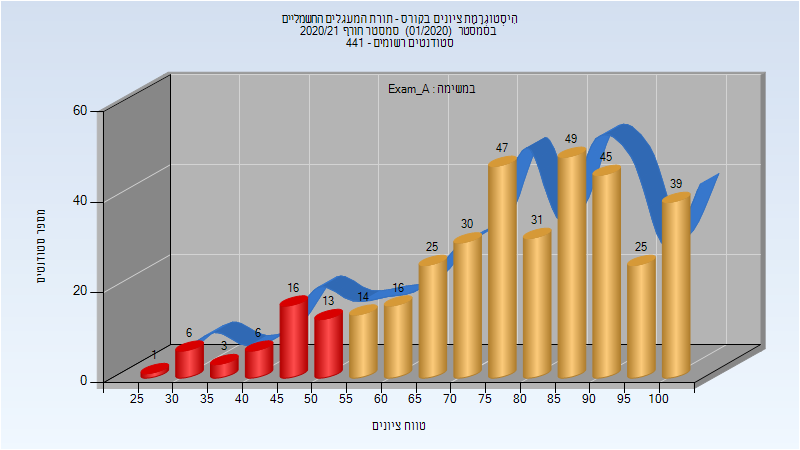 היסטוגרמת ציונים בקורס - תורת המעגלים החשמליים
בסמסטר (01/2020) סמסטר חורף 2020/21
סטודנטים רשומים - 441
במשימה : Exam_A
מספר סטודנטים
60
40
20
0
1
6
3
6
16
13
14
16
25
30
47
31
49
45
25
39
25 30 35 40 45 50 55 60 65 70 75 80 85 90 95 100
טווח ציונים